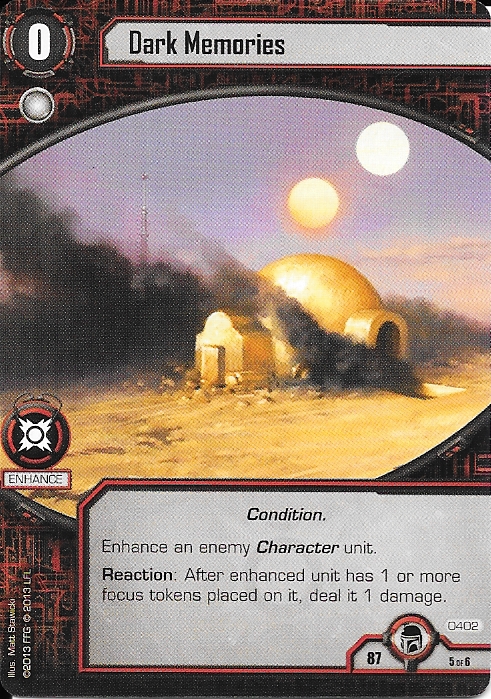 0
Dark Memories
ENHANCE
Condition.
Enhance an enemy Character unit.
Reaction: After enhanced unit has 1 or more
focus tokens placed on it, deal it 1 damage.
0402
87
5 OF 6
Illus. Matt Stawicki
©2013 FFG © 2013 LFL